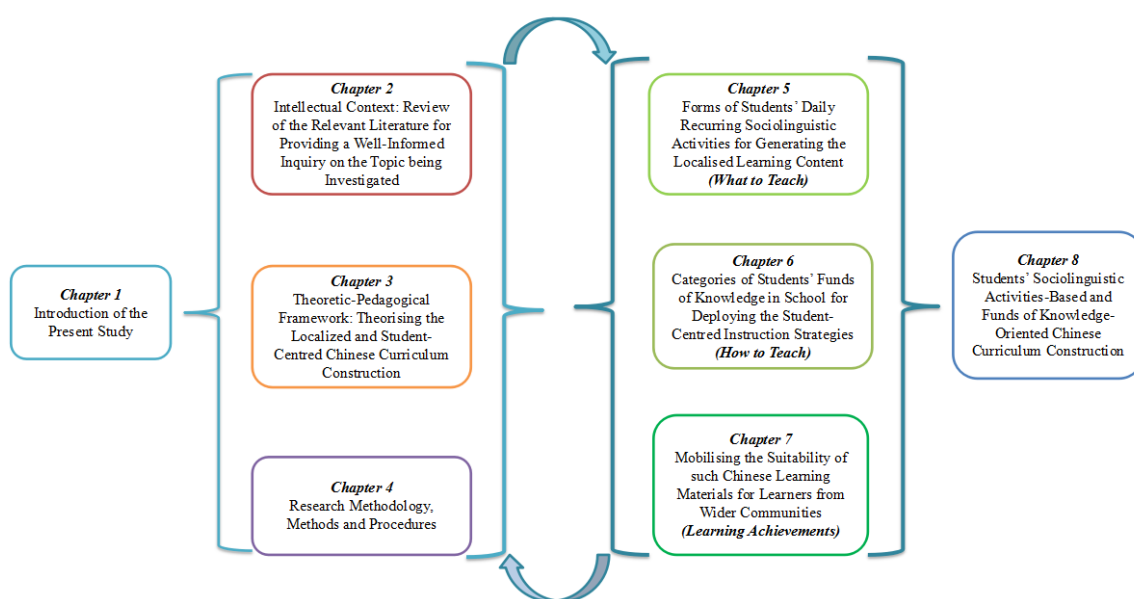 Chapter 1
Introduction of the
Present Study
Chapter 2
Intellectual Context: Review
of the Relevant Literature for
Providing a Well-Informed
Inquiry on the Topic being
Investigated
Chapter 3
Theoretic-Pedagogical
Framework: Theorising the
Localized and Student-
Centred Chinese Curriculum
Construction
Chapter 4
Research Methodology,
Methods and Procedures
Chapter 5
Forms of Students’ Daily
Recurring Sociolinguistic
Activities for Generating the
Localised Learning Content
(What to Teach)
Chapter 6
Categories of Students’ Funds
of Knowledge in School for
Deploying the Student-
Centred Instruction Strategies
(How to Teach)
Chapter 7
Mobilising the Suitability of
such Chinese Learning
Materials for Learners from
Wider Communities
(Learning Achievements)
Chapter 8
Students’ Sociolinguistic
Activities-Based and
Funds of Knowledge-
Oriented Chinese
Curriculum Construction